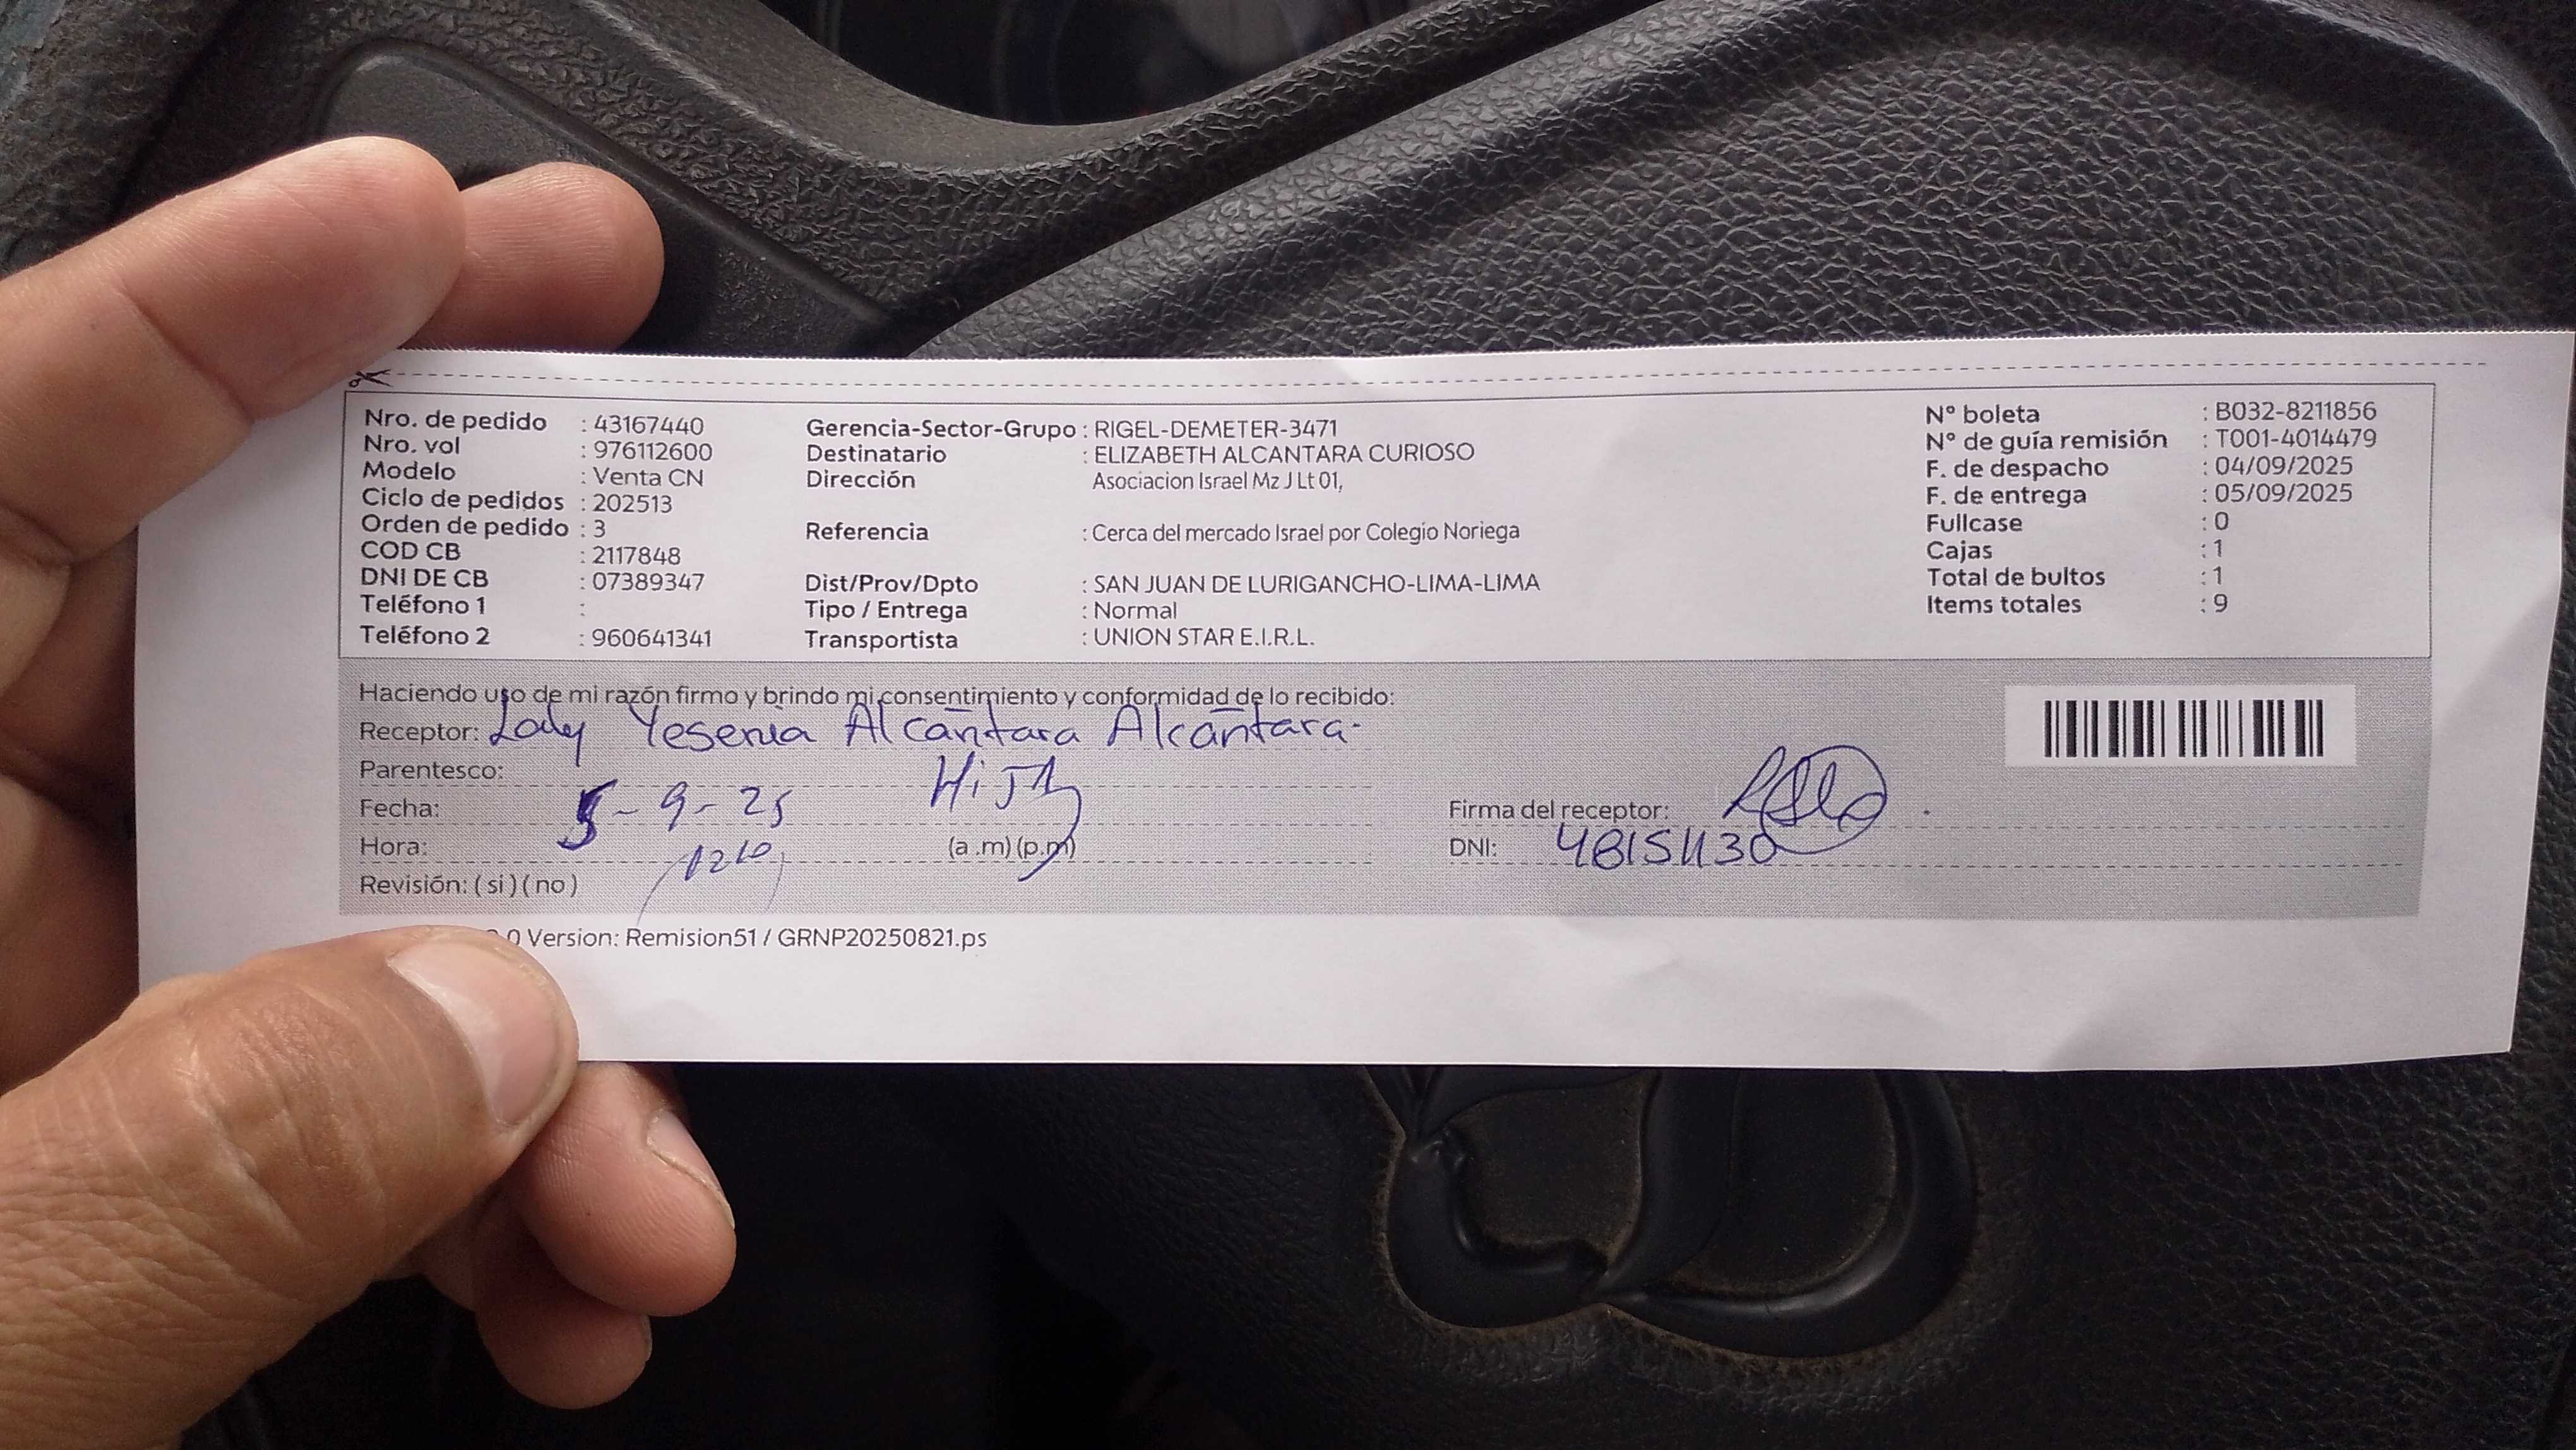 Nro. de pedido : 43167440
Nro. vol : 976112600
Modelo : Venta CN
Ciclo de pedidos : 202513
Orden de pedido : 3
COD CB : 2117848
DNI DE CB : 07389347
Teléfono 1 :
Teléfono 2 : 960641341
Gerencia-Sector-Grupo : RIGEL-DEMETER-3471
Destinatario : ELIZABETH ALCANTARA CURIOSO
Dirección Asociacion Israel Mz J Lt 01,
Referencia : Cerca del mercado Israel por Colegio Noriega
Dist/Prov/Dpto : SAN JUAN DE LURIGANCHO-LIMA-LIMA
Tipo / Entrega : Normal
Transportista : UNION STAR E.I.R.L.
N° boleta : B032-8211856
N° de guía remisión : T001-4014479
F. de despacho : 04/09/2025
F. de entrega : 05/09/2025
Fullcase : 0
Cajas : 1
Total de bultos : 1
Items totales : 9
Haciendo uso de mi razón firmo y brindo mi consentimiento y conformidad de lo recibido:
Receptor: Yesenia Alcantara Alcantara
Parentesco: Hija
Fecha: 5-9-25
Hora: (a.m) (p.m)
Revisión: ( si ) ( no )
Firma del receptor:
DNI:
.0 Version: Remision51 / GRNP20250821.ps